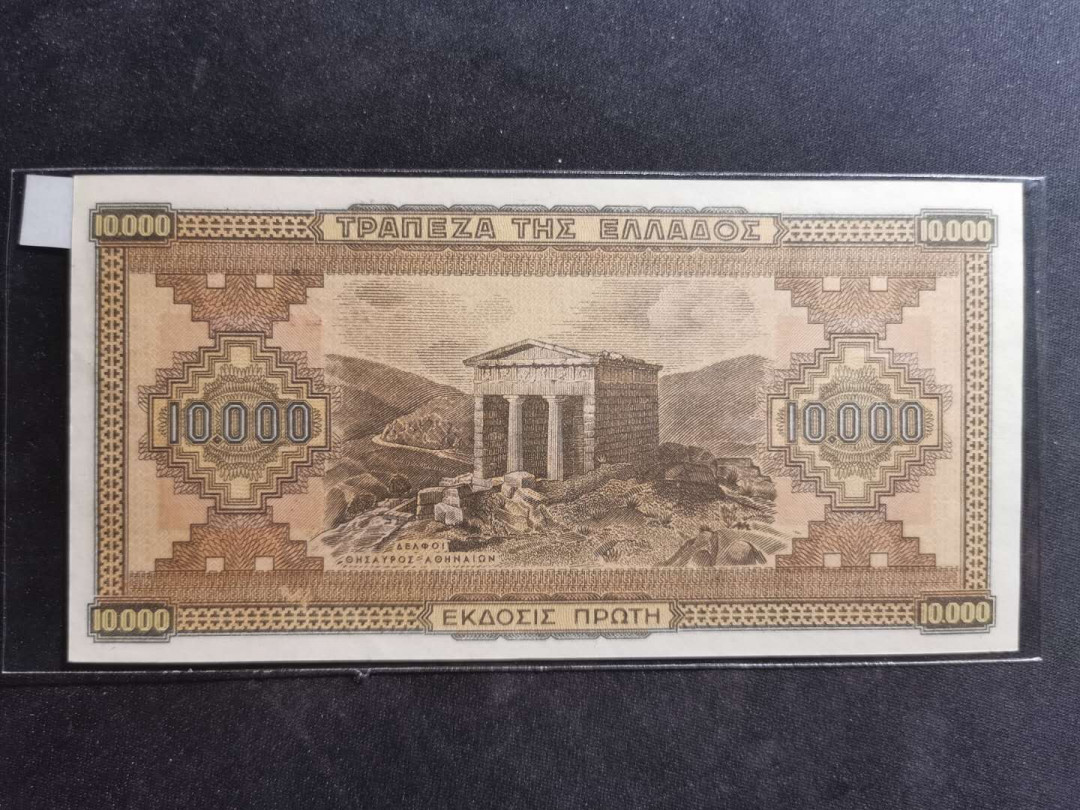 10.000 ΤΡΑΠΕΖΑ ΤΗΣ ΕΛΛΑΔΟΣ 10.000
10.000 10.000
ΔΕΛΦΟΙ
ΘΗΣΑΥΡΟΣ ΑΘΗΝΑΙΩΝ
10.000 ΕΚΔΟΣΙΣ ΠΡΩΤΗ 10.000